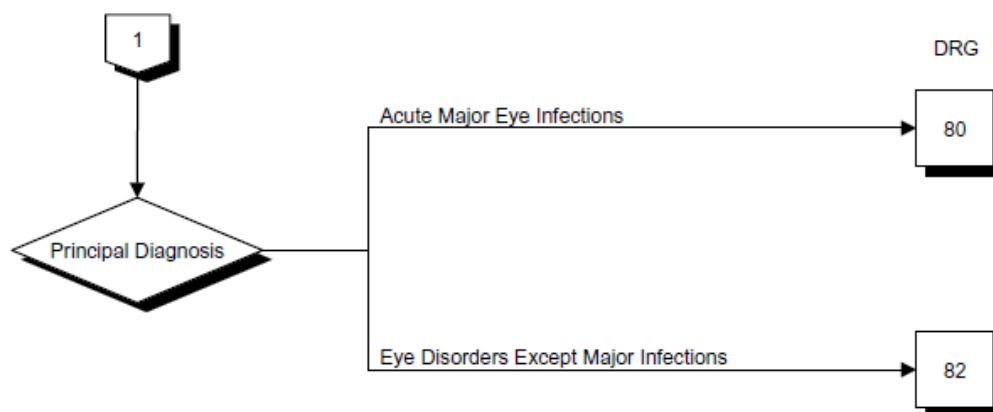 1
DRG
Acute Major Eye Infections
80
Principal Diagnosis
Eye Disorders Except Major Infections
82